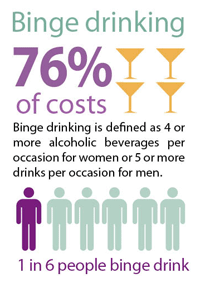 Binge drinking
76%
of costs
Binge drinking is defined as 4 or
more alcoholic beverages per
occasion for women or 5 or more
drinks per occasion for men.
1 in 6 people binge drink